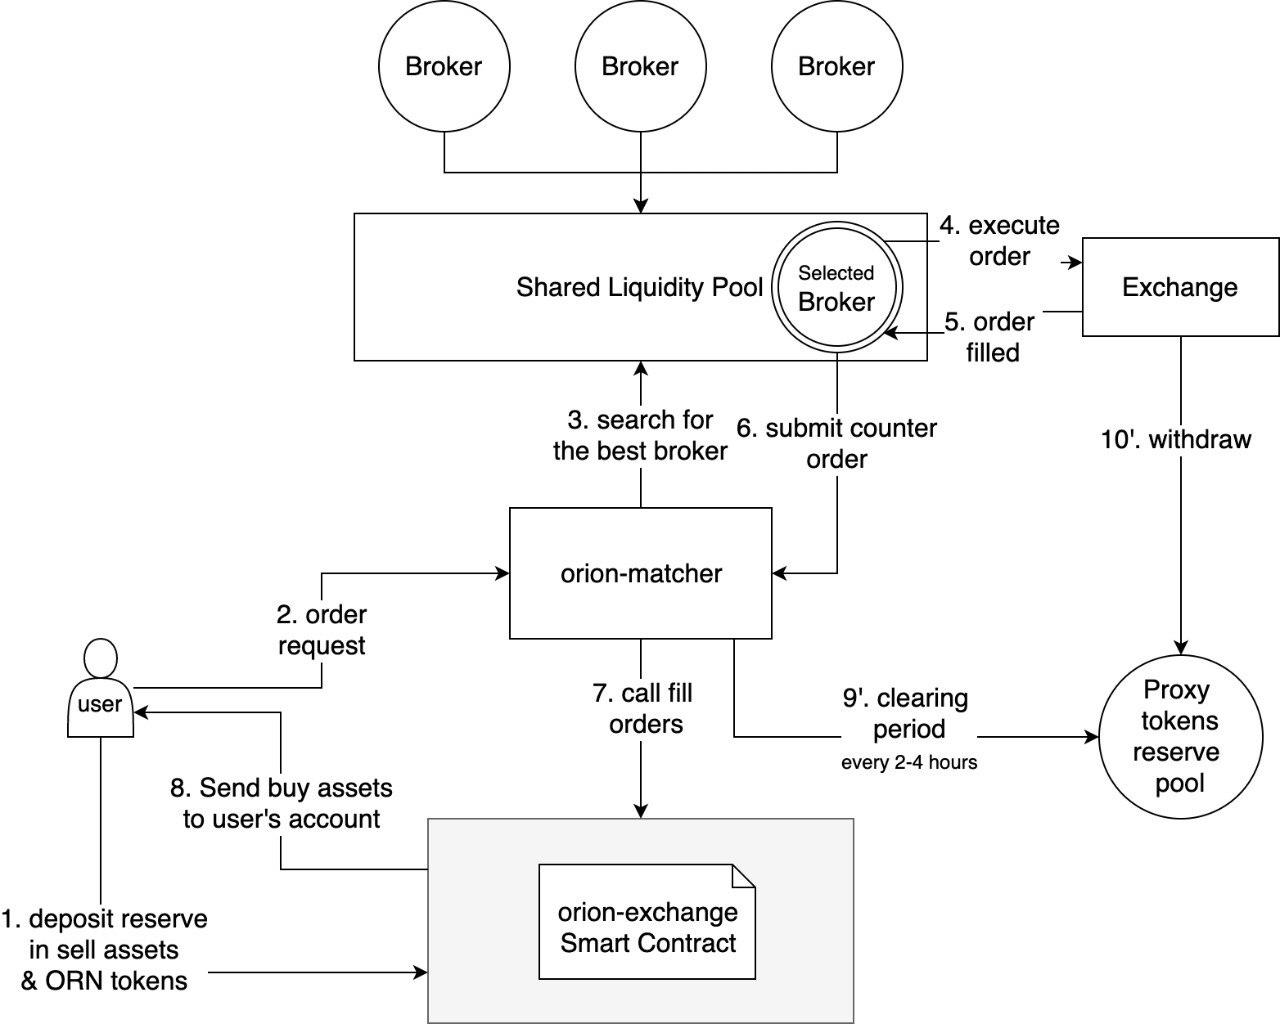 Broker
Broker
Broker
4. execute
order
Selected
Broker
Shared Liquidity Pool
Exchange
5. order
filled
3. search for
the best broker
6. submit counter
order
10'. withdraw
orion-matcher
2. order
request
user
7. call fill
orders
9'. clearing
period
every 2-4 hours
Proxy
tokens
reserve
pool
8. Send buy assets
to user's account
1. deposit reserve
in sell assets
& ORN tokens
orion-exchange
Smart Contract